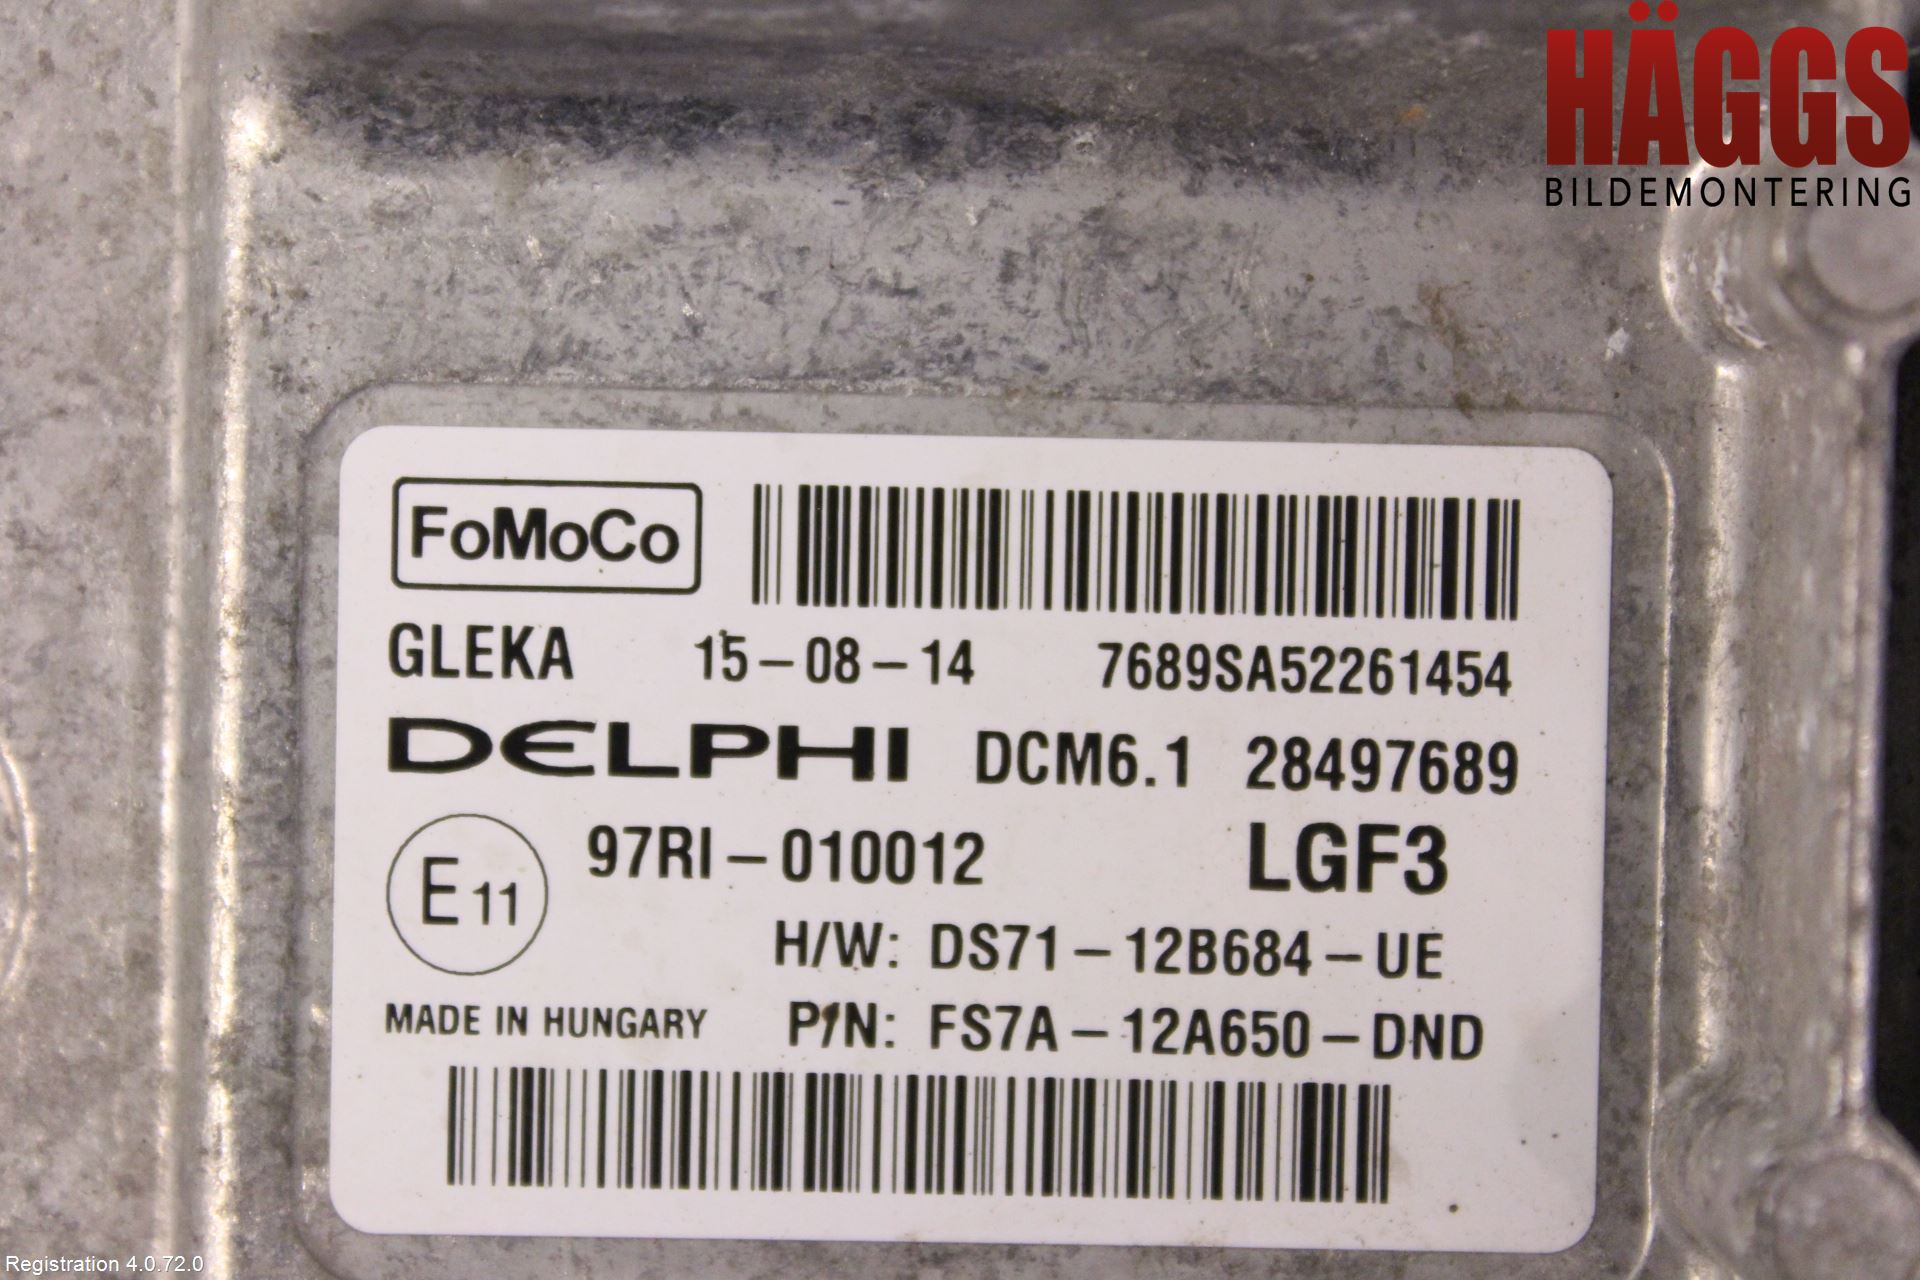 HÄGGS
BILDEMONTERING
FoMoCo
GLEKA 15-08-14 7689SA52261454
DELPHI DCM6.1 28497689
E11 97RI-010012 LGF3
H/W: DS71-12B684-UE
MADE IN HUNGARY P/N: FS7A-12A650-DND
Registration 4.0.72.0